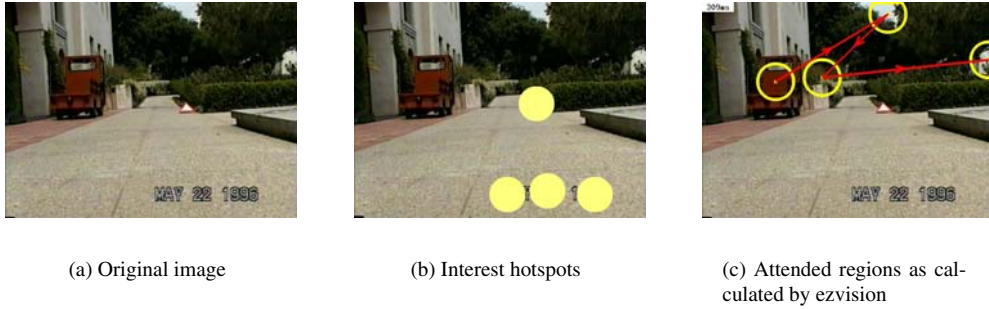 309ms
MAY 22 1996
MAY 22 1996
(a) Original image
(b) Interest hotspots
(c) Attended regions as cal-
culated by ezvision